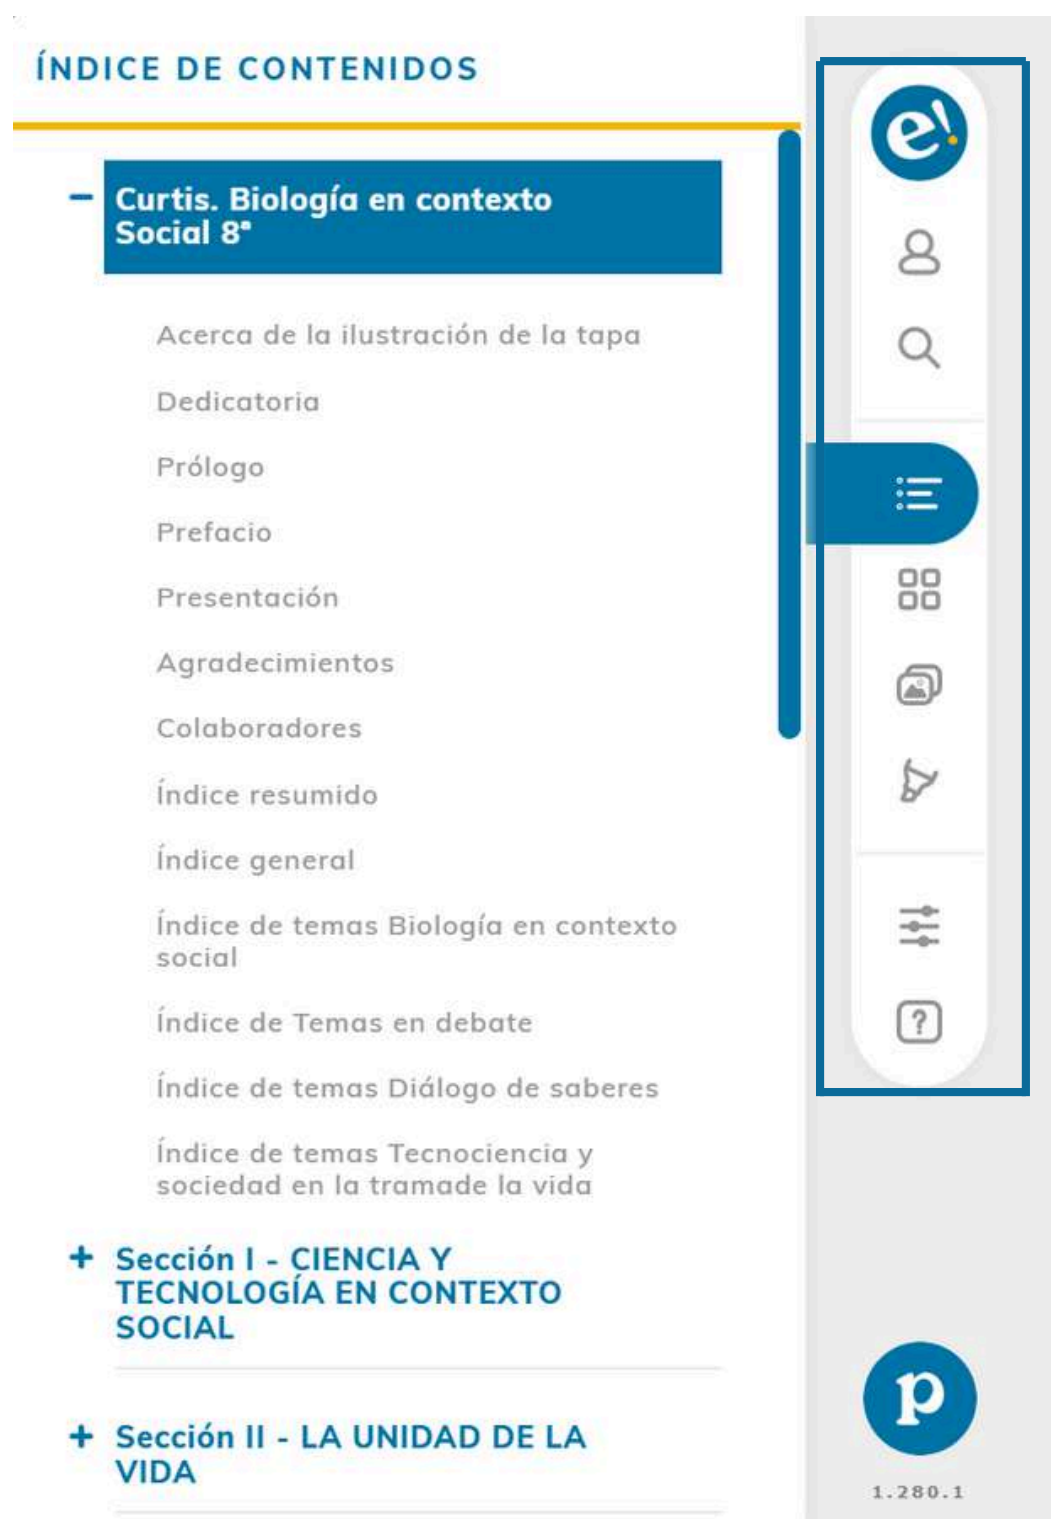 ÍNDICE DE CONTENIDOS
e!
Curtis. Biología en contexto
Social 8ª
Acerca de la ilustración de la tapa
Dedicatoria
Prólogo
Prefacio
Presentación
Agradecimientos
Colaboradores
Índice resumido
Índice general
Índice de temas Biología en contexto
social
Índice de Temas en debate
?
Índice de temas Diálogo de saberes
Índice de temas Tecnociencia y
sociedad en la tramade la vida
Sección I - CIENCIA Y
TECNOLOGÍA EN CONTEXTO
SOCIAL
Sección II - LA UNIDAD DE LA
VIDA
p
1.280.1